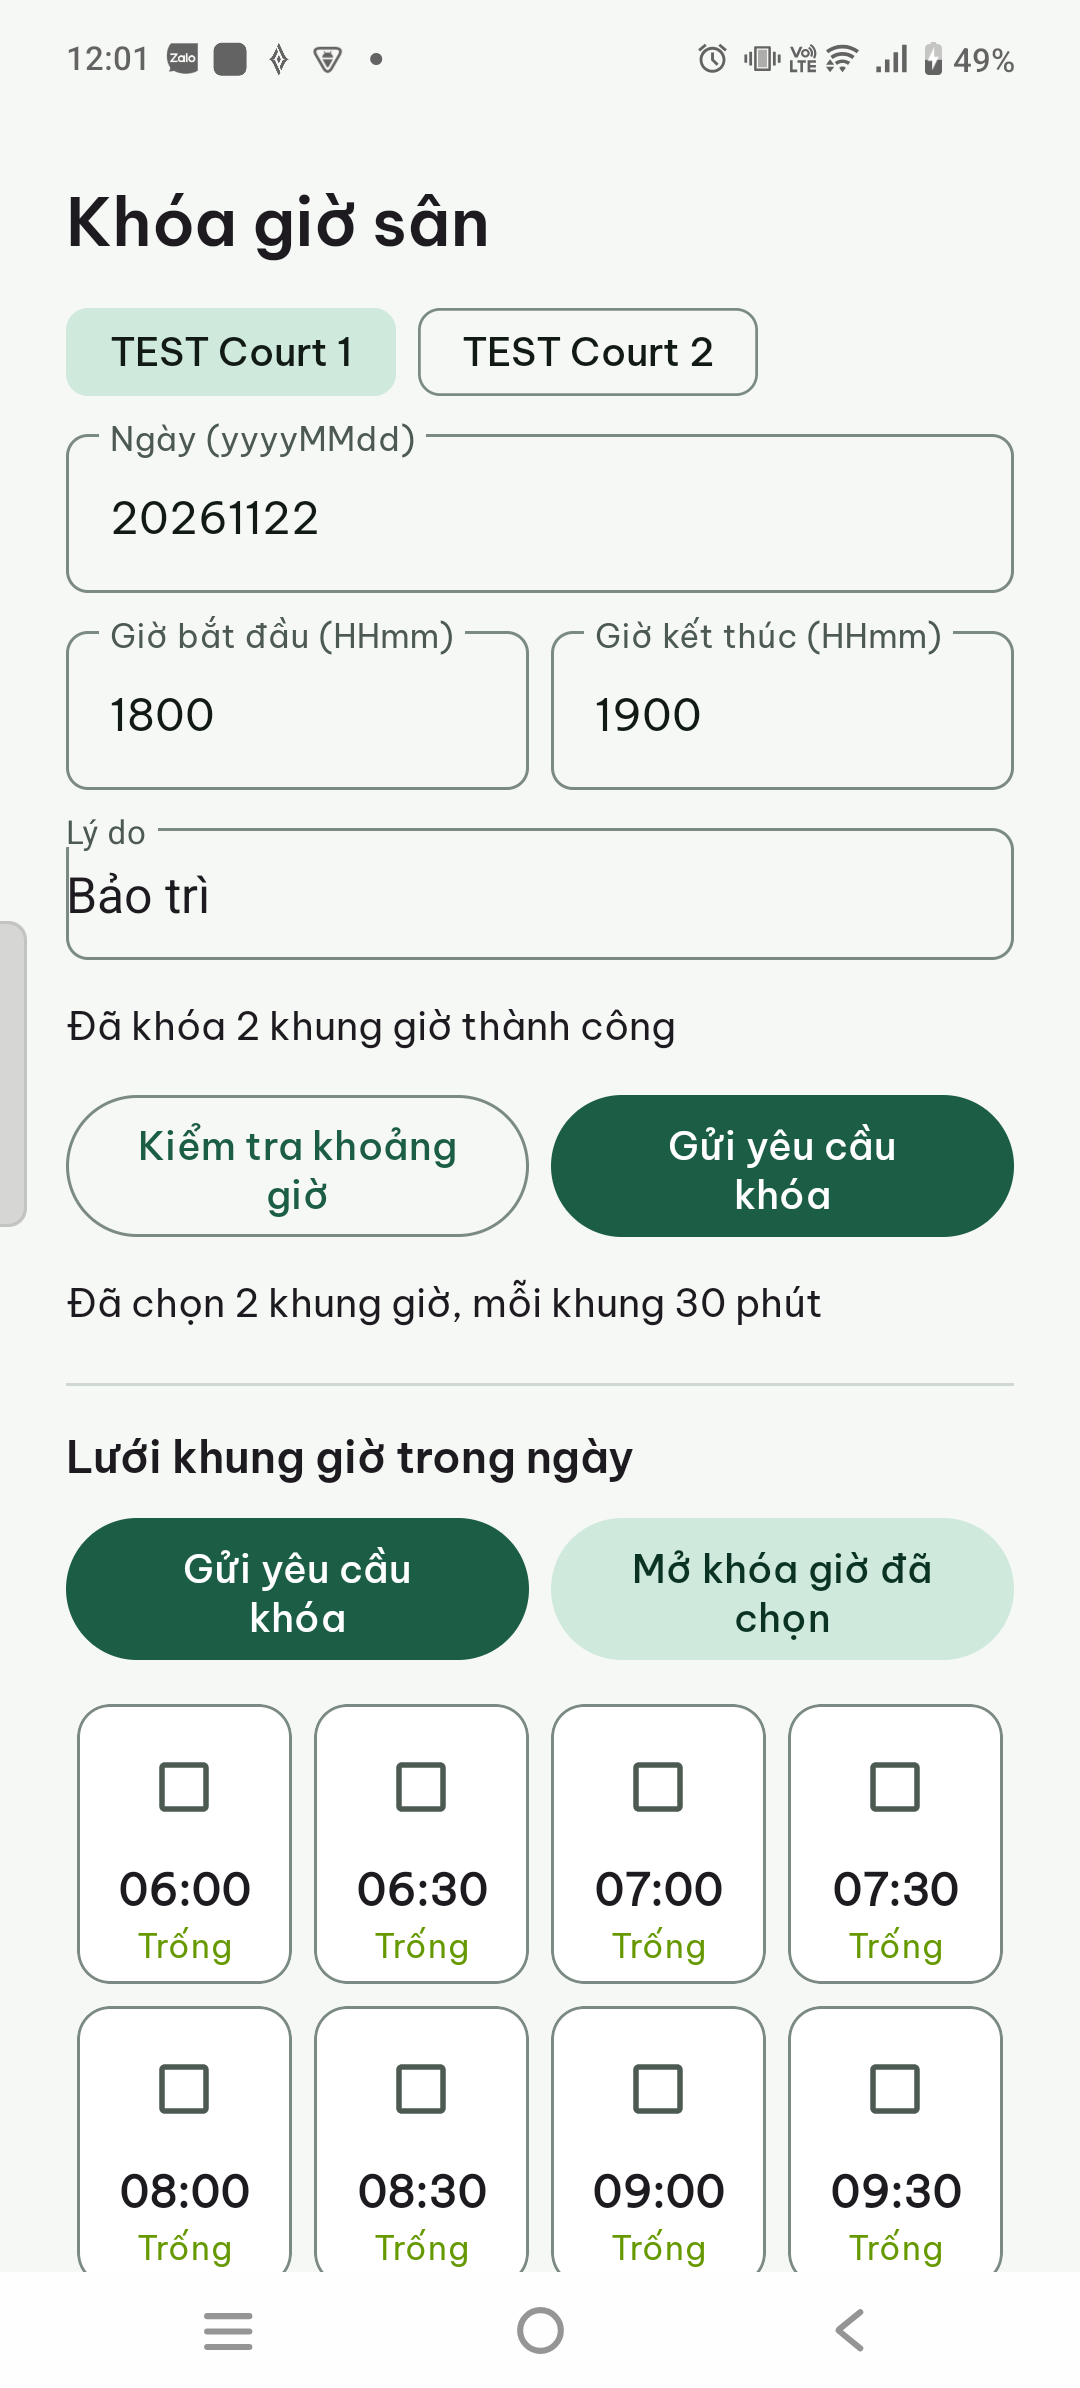 12:01 Zalo VoLTE 49%
Khóa giờ sân
TEST Court 1 TEST Court 2
Ngày (yyyyMMdd)
20261122
Giờ bắt đầu (HHmm) Giờ kết thúc (HHmm)
1800 1900
Lý do
Bảo trì
Đã khóa 2 khung giờ thành công
Kiểm tra khoảng giờ
Gửi yêu cầu khóa
Đã chọn 2 khung giờ, mỗi khung 30 phút
Lưới khung giờ trong ngày
Gửi yêu cầu khóa
Mở khóa giờ đã chọn
06:00 06:30 07:00 07:30
Trống Trống Trống Trống
08:00 08:30 09:00 09:30
Trống Trống Trống Trống